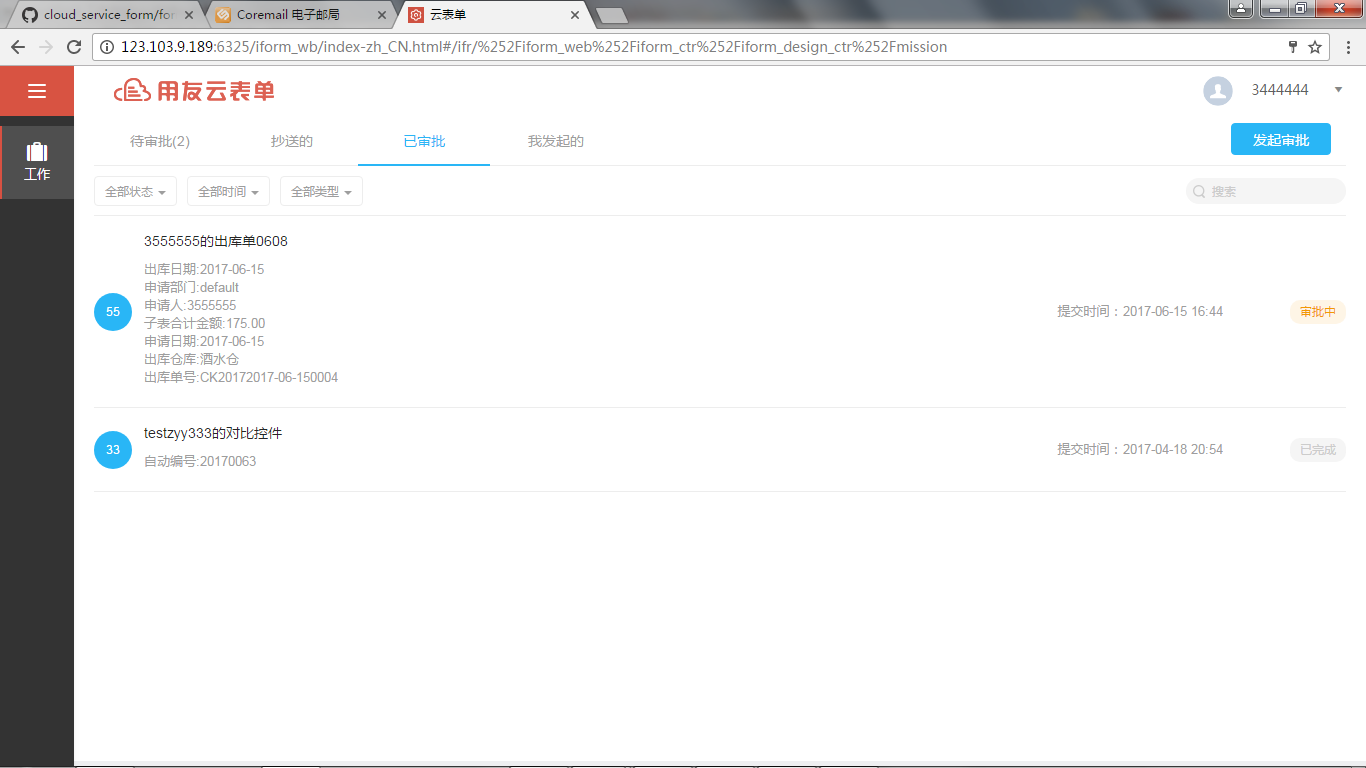 cloud_service_form/for
Coremail 电子邮局
云表单
123.103.9.189:6325/iform_wb/index-zh_CN.html#/ifr/%252Fiform_web%252Fiform_ctr%252Fiform_design_ctr%252Fmission
用友云表单
3444444
工作
待审批(2)
抄送的
已审批
我发起的
发起审批
全部状态
全部时间
全部类型
搜索
3555555的出库单0608
出库日期:2017-06-15
申请部门:default
申请人:3555555
子表合计金额:175.00
申请日期:2017-06-15
出库仓库:酒水仓
出库单号:CK20172017-06-150004
55
提交时间：2017-06-15 16:44
审批中
testzyy333的对比控件
自动编号:20170063
33
提交时间：2017-04-18 20:54
已完成